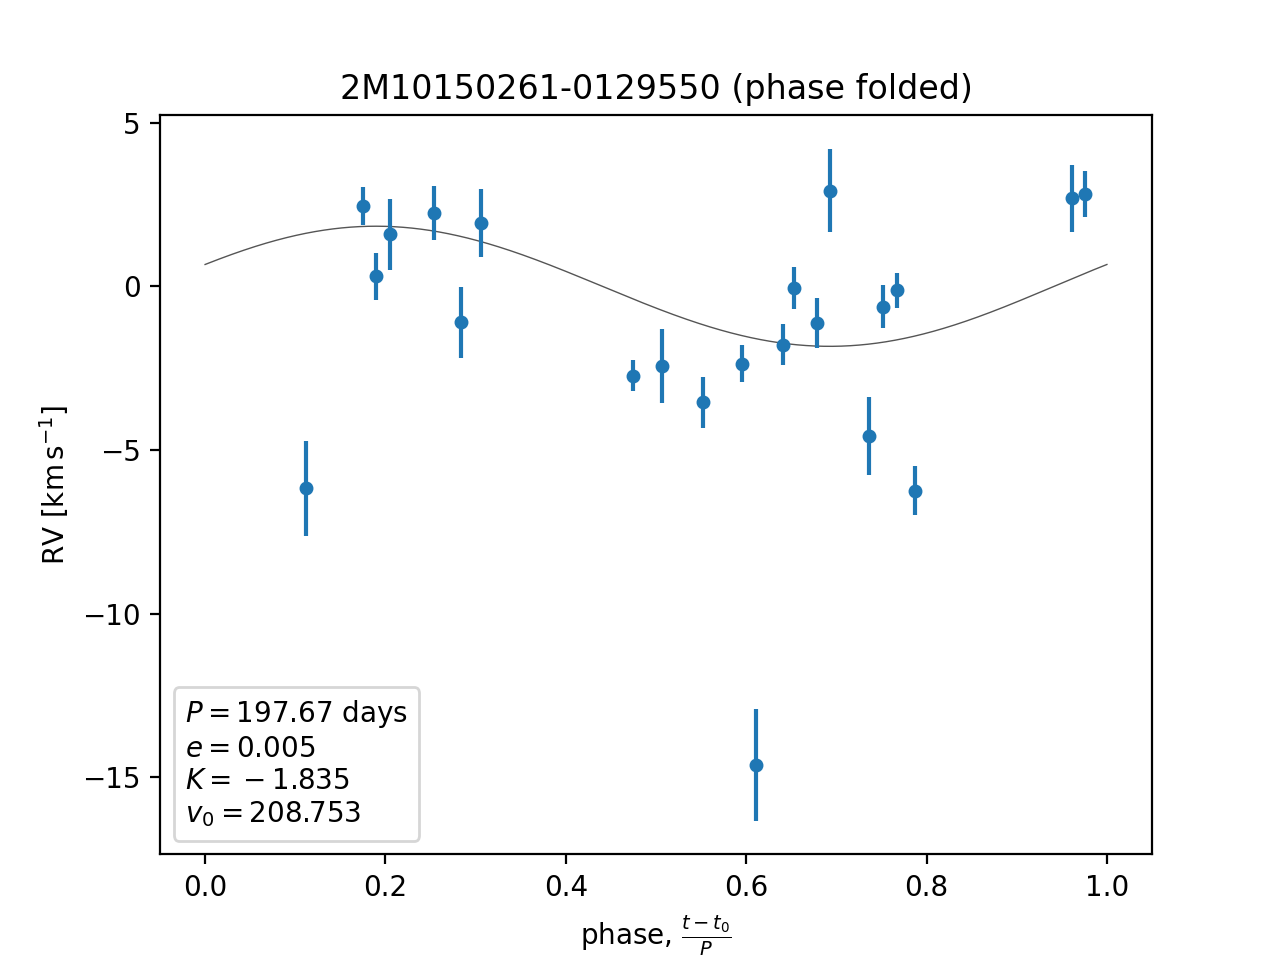 2M10150261-0129550 (phase folded)
5
0
−5
−10
−15
RV [km s⁻¹]
P = 197.67 days
e = 0.005
K = −1.835
v₀ = 208.753
0.0 0.2 0.4 0.6 0.8 1.0
phase, (t − t₀)/P